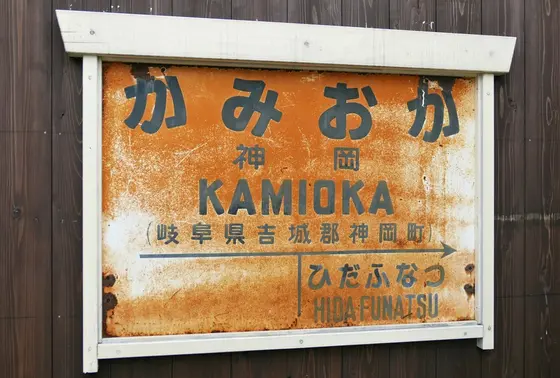 かみおか
神岡
KAMIOKA
(岐阜県吉城郡神岡町)
ひだふなつ
HIDA-FUNATSU